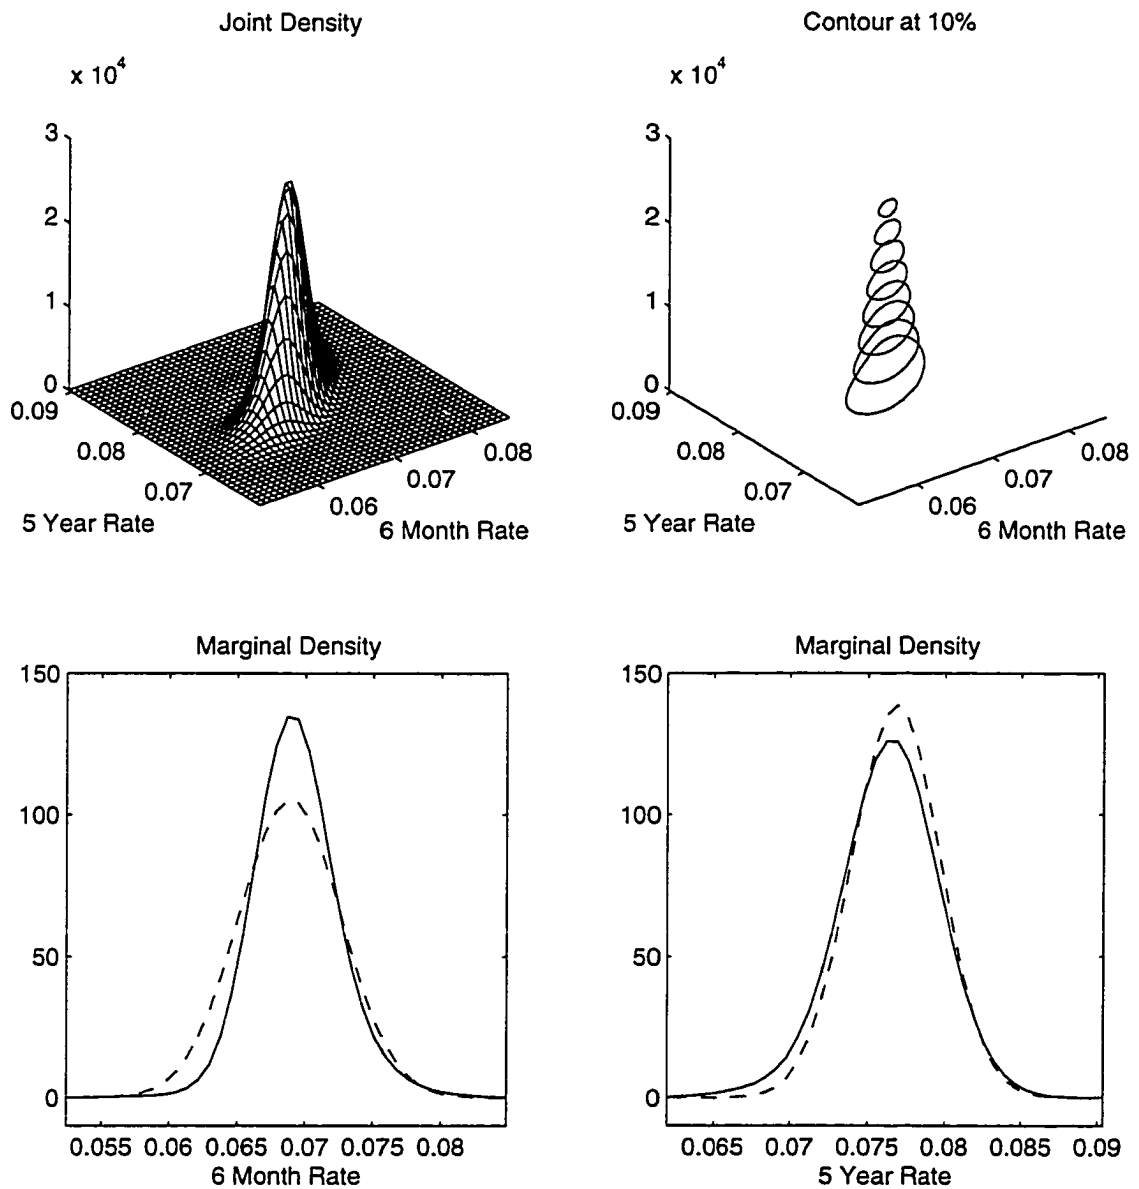 Joint Density
x 10^4
3
2
1
0
0.09
0.08
0.07
5 Year Rate
0.06
0.07
0.08
6 Month Rate
Contour at 10%
x 10^4
3
2
1
0
0.09
0.08
0.07
5 Year Rate
0.06
0.07
0.08
6 Month Rate
Marginal Density
150
100
50
0
0.055 0.06 0.065 0.07 0.075 0.08
6 Month Rate
Marginal Density
150
100
50
0
0.065 0.07 0.075 0.08 0.085 0.09
5 Year Rate